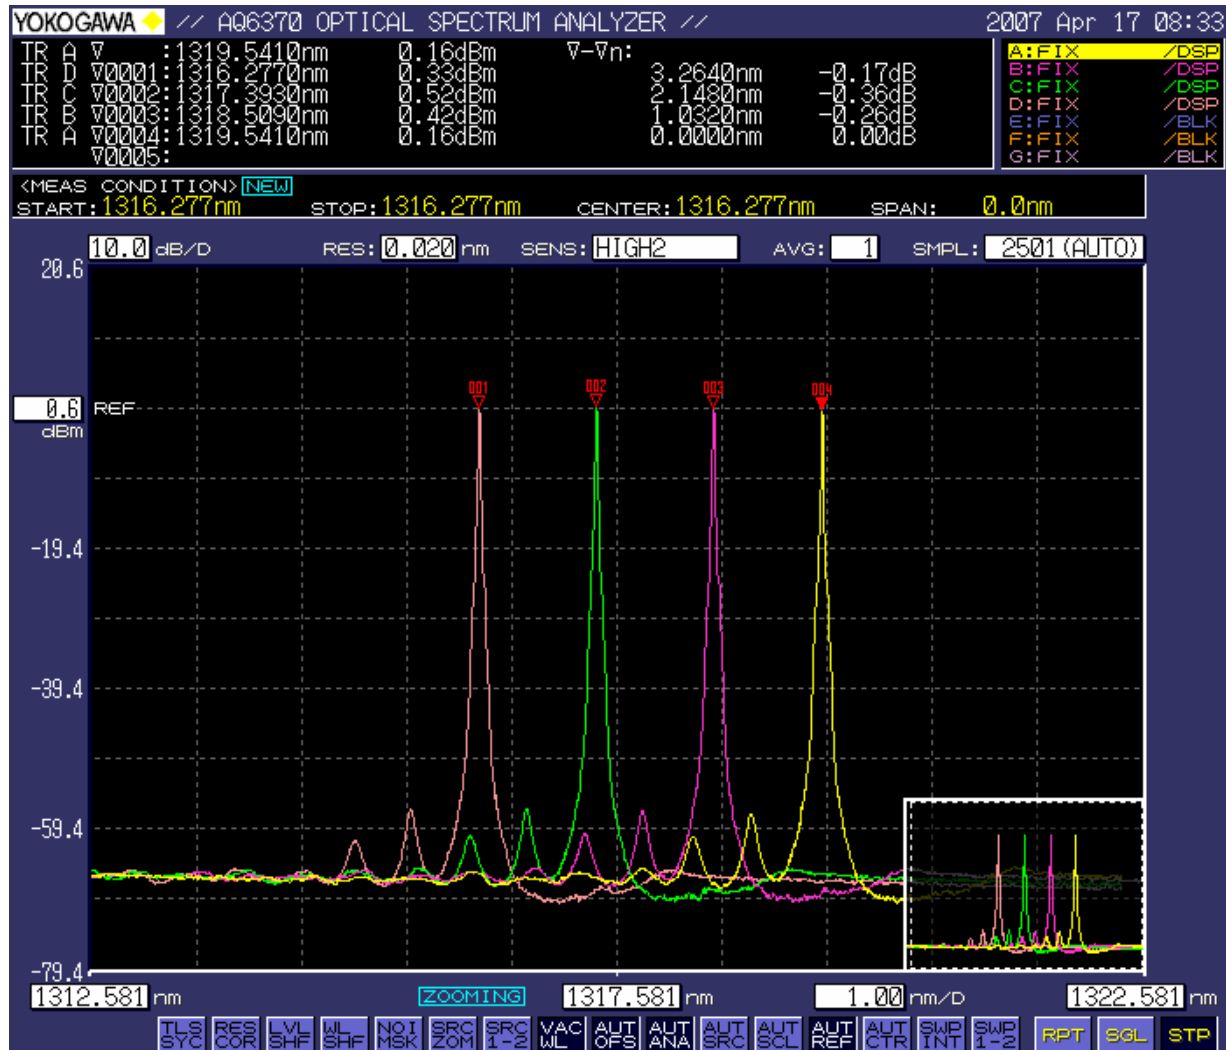 YOKOGAWA // AQ6370 OPTICAL SPECTRUM ANALYZER // 2007 Apr 17 08:33
TR A ∇ :1319.5410nm 0.16dBm ∇-∇n:
TR D ∇0001:1316.2770nm 0.33dBm 3.2640nm -0.17dB
TR C ∇0002:1317.3930nm 0.52dBm 2.1480nm -0.36dB
TR B ∇0003:1318.5090nm 0.42dBm 1.0320nm -0.26dB
TR A ∇0004:1319.5410nm 0.16dBm 0.0000nm 0.00dB
∇0005:
A:FIX /DSP
B:FIX /DSP
C:FIX /DSP
D:FIX /DSP
E:FIX /BLK
F:FIX /BLK
G:FIX /BLK
<MEAS CONDITION> NEW
START:1316.277nm STOP:1316.277nm CENTER:1316.277nm SPAN: 0.0nm
10.0 dB/D RES: 0.020 nm SENS: HIGH2 AVG: 1 SMPL: 2501(AUTO)
20.6
001 002 003 004
0.6 REF
dBm
-19.4
-39.4
-59.4
-79.4
1312.581 nm ZOOMING 1317.581 nm 1.00 nm/D 1322.581 nm
TLS SYC RES COR LVL SHF WL SHF NOI MSK SRC ZOM SRC 1-2 VAC WL AUT OFS AUT ANA AUT SRC AUT SCL AUT REF AUT CTR SWP INT SWP 1-2 RPT SGL STP